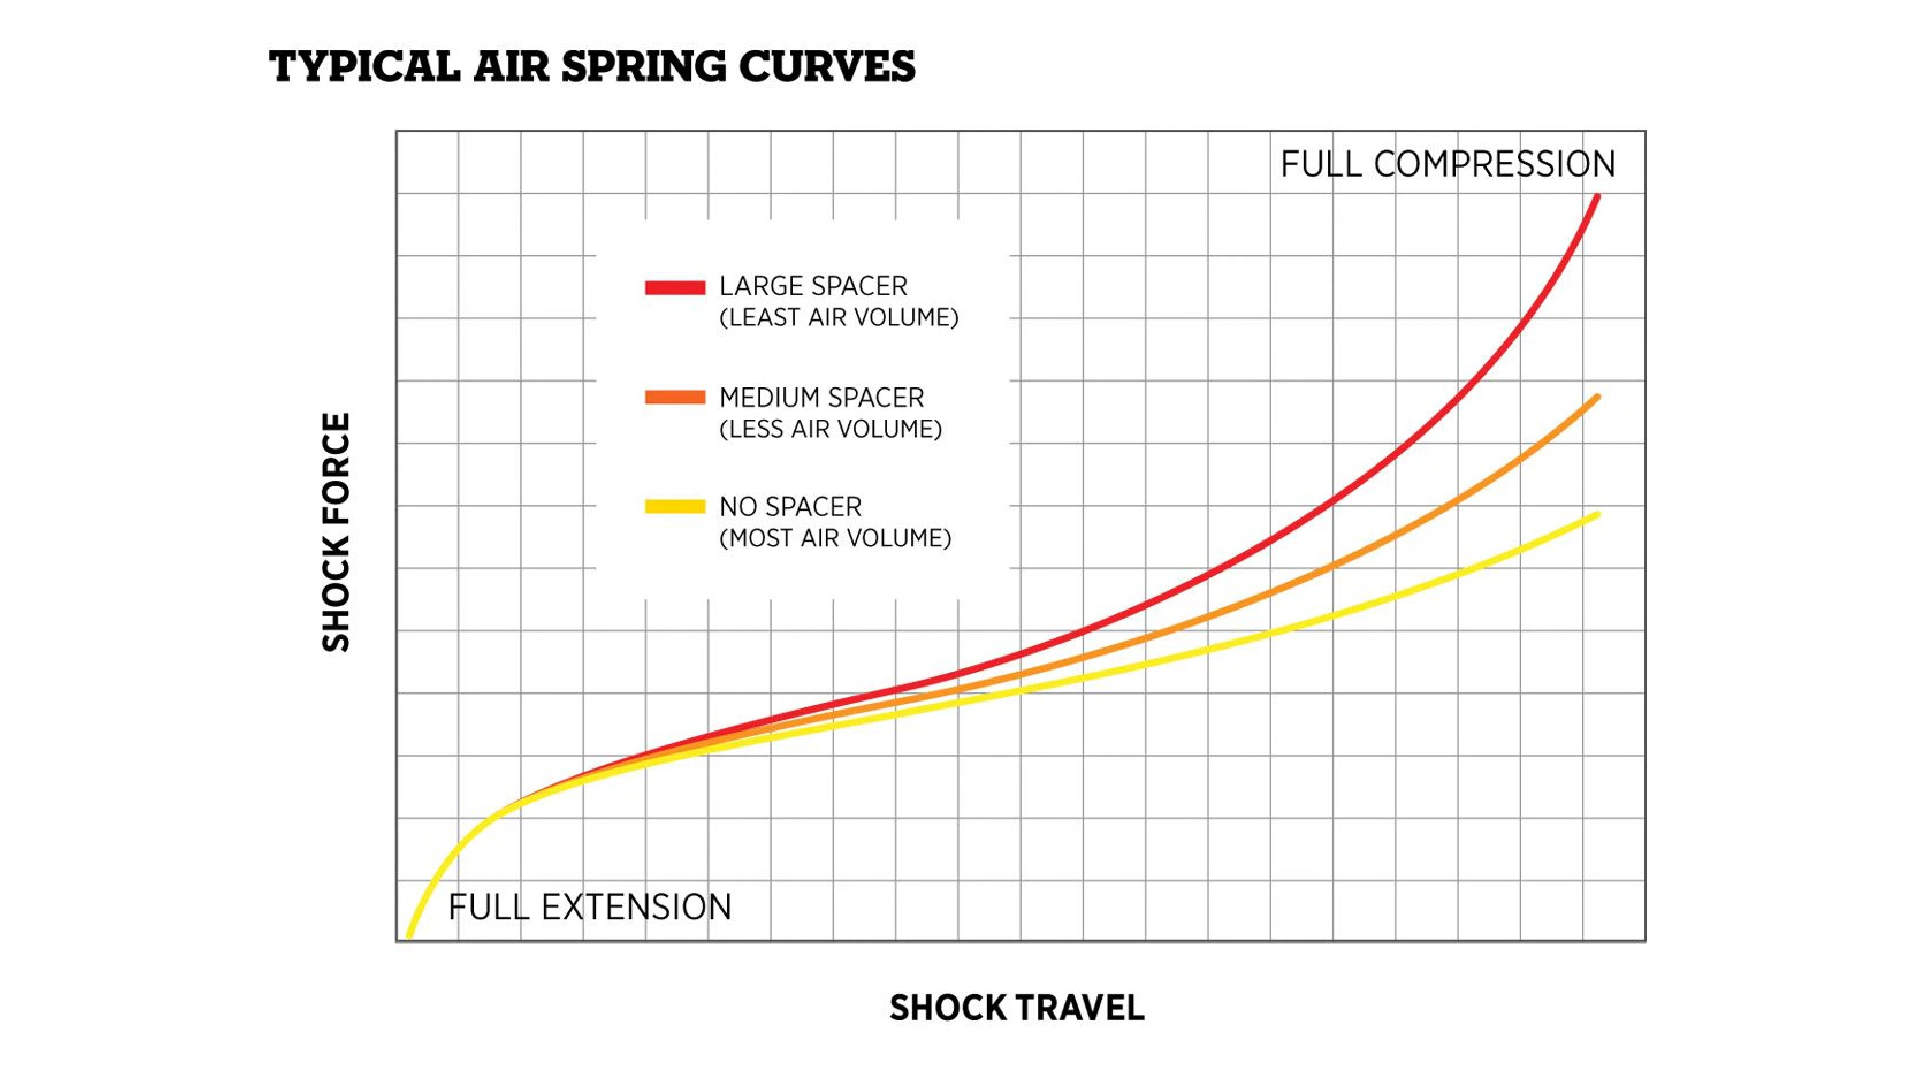 TYPICAL AIR SPRING CURVES
FULL COMPRESSION
LARGE SPACER
(LEAST AIR VOLUME)
MEDIUM SPACER
(LESS AIR VOLUME)
NO SPACER
(MOST AIR VOLUME)
SHOCK FORCE
FULL EXTENSION
SHOCK TRAVEL